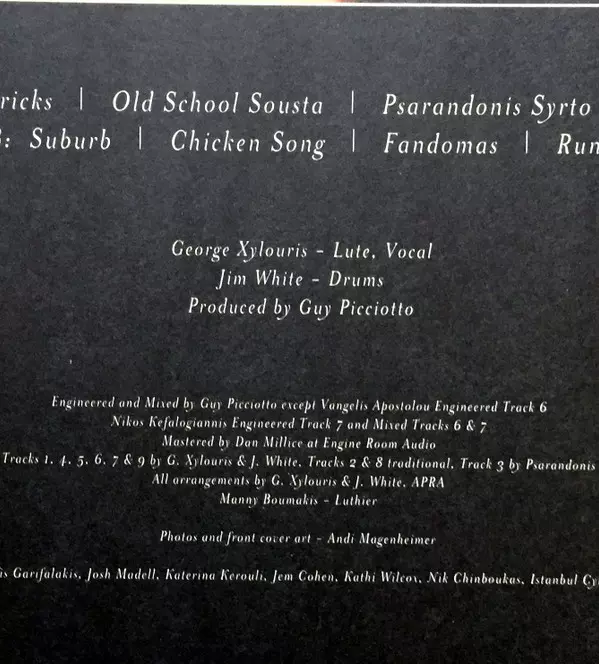 ricks | Old School Sousta | Psarandonis Syrto
: Suburb | Chicken Song | Fandomas | Run
George Xylouris – Lute, Vocal
Jim White – Drums
Produced by Guy Picciotto
Engineered and Mixed by Guy Picciotto except Vangelis Apostolou Engineered Track 6
Nikos Kefalogiannis Engineered Track 7 and Mixed Tracks 6 & 7
Mastered by Dan Millice at Engine Room Audio
Tracks 1, 4, 5, 6, 7 & 9 by G. Xylouris & J. White, Tracks 2 & 8 traditional, Track 3 by Psarandonis
All arrangements by G. Xylouris & J. White, APRA
Manny Boumakis – Luthier
Photos and front cover art – Andi Magenheimer
is Garifalakis, Josh Madell, Katerina Kerouli, Jem Cohen, Kathi Wilcox, Nik Chinboukas, Istanbul Cy